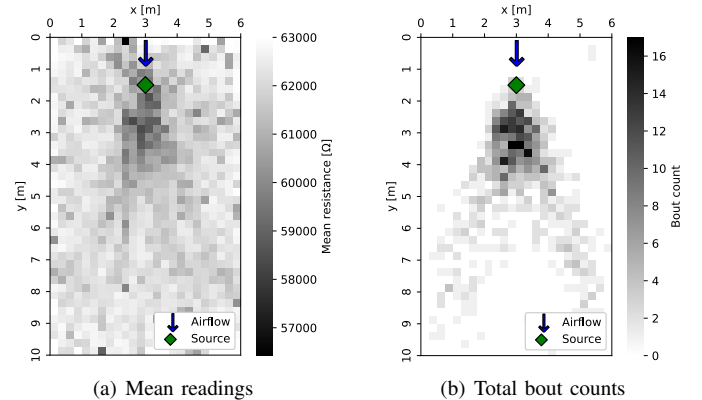 x [m]
x [m]
0 1 2 3 4 5 6
0 1 2 3 4 5 6
0
1
2
3
4
5
6
7
8
9
10
y [m]
63000
62000
61000
60000
59000
58000
57000
Mean resistance [Ω]
0
1
2
3
4
5
6
7
8
9
10
y [m]
16
14
12
10
8
6
4
2
0
Bout count
Airflow
Source
Airflow
Source
(a) Mean readings
(b) Total bout counts